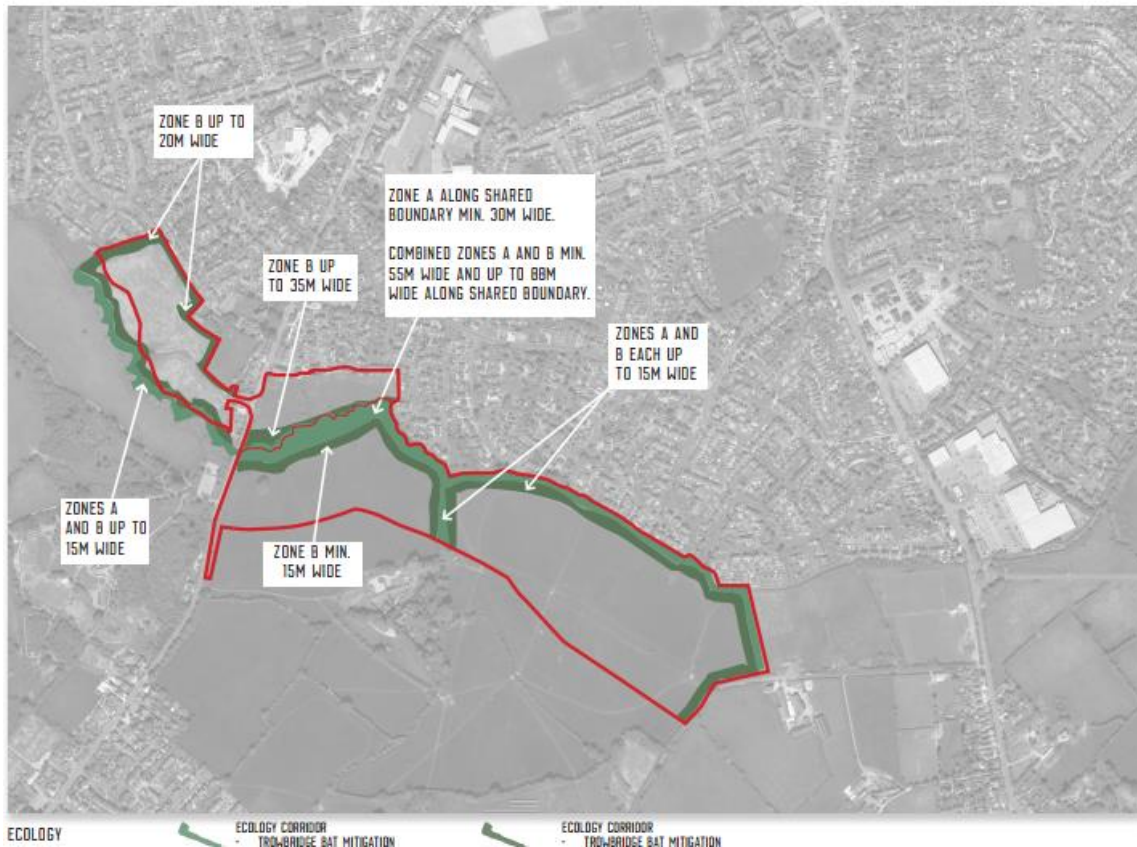 ZONE B UP TO
20M WIDE
ZONE A ALONG SHARED
BOUNDARY MIN. 30M WIDE.
COMBINED ZONES A AND B MIN.
55M WIDE AND UP TO 88M
WIDE ALONG SHARED BOUNDARY.
ZONE B UP
TO 35M WIDE
ZONES A AND
B EACH UP
TO 15M WIDE
ZONES A
AND B UP TO
15M WIDE
ZONE B MIN.
15M WIDE
ECOLOGY
ECOLOGY CORRIDOR
- TROWBRIDGE BAT MITIGATION
ECOLOGY CORRIDOR
- TROWBRIDGE BAT MITIGATION